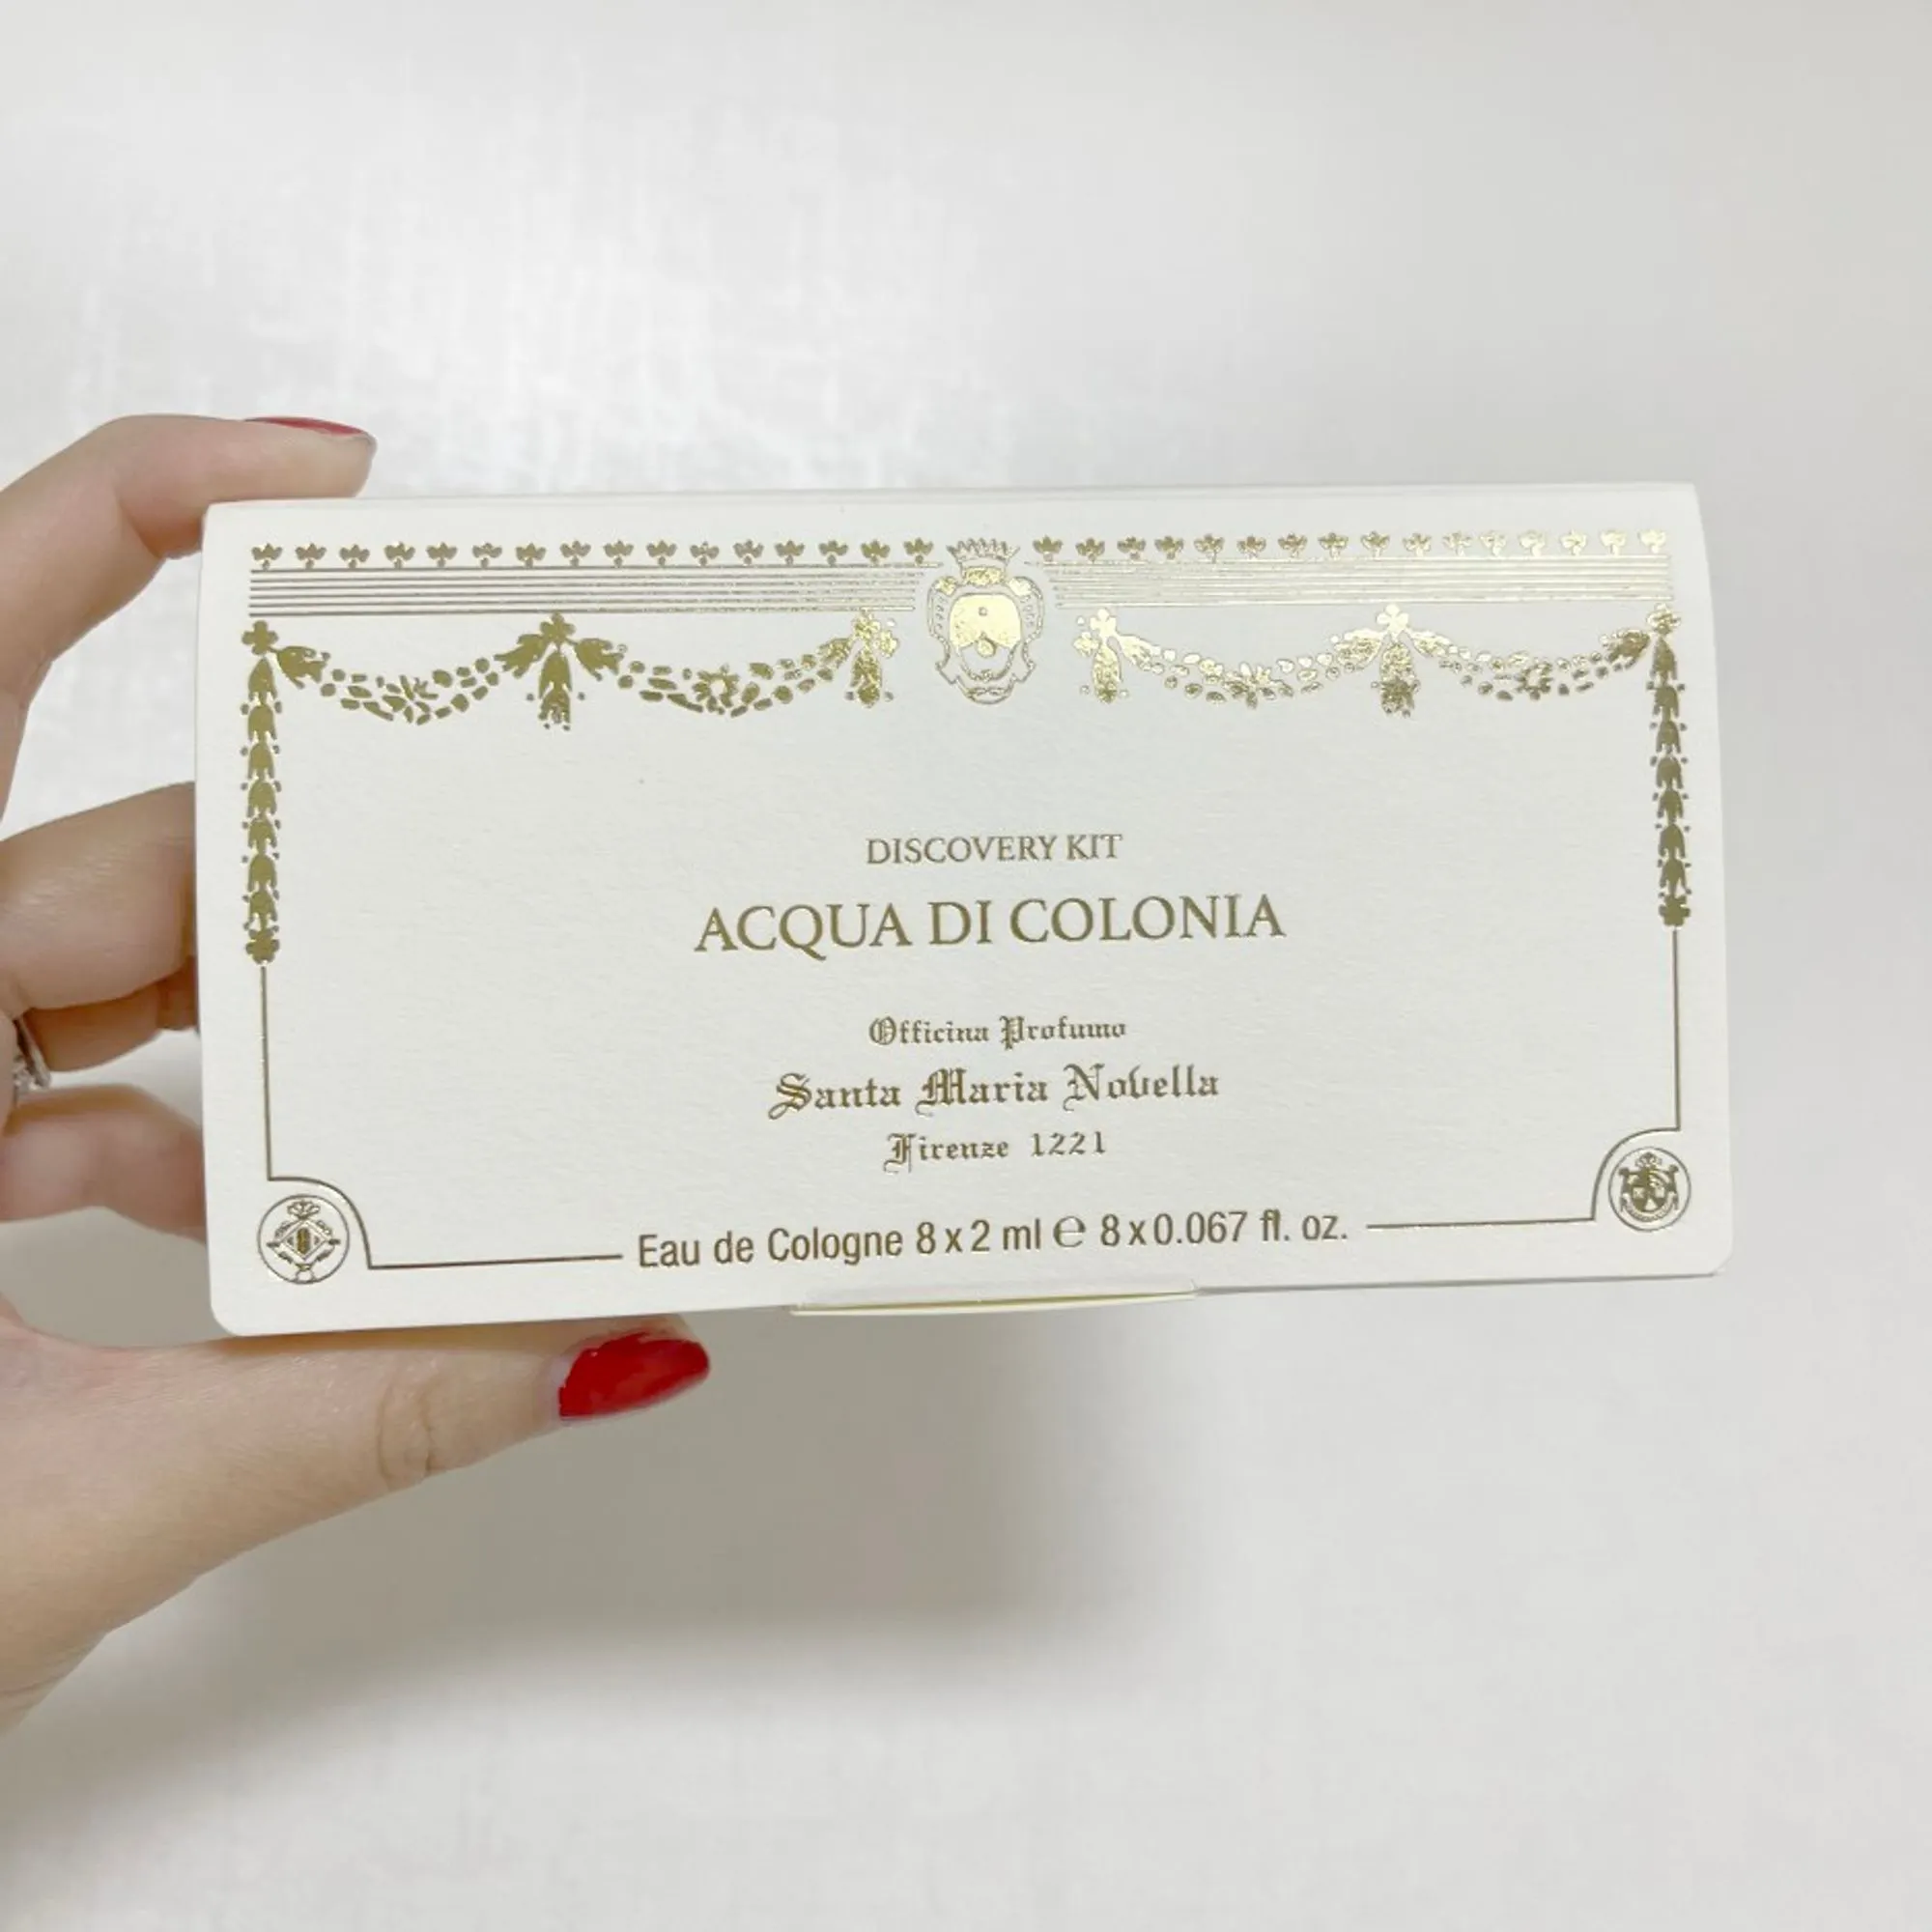 DISCOVERY KIT
ACQUA DI COLONIA
Officina Profumo
Santa Maria Novella
Firenze 1221
Eau de Cologne 8 x 2 ml ℮ 8 x 0.067 fl. oz.